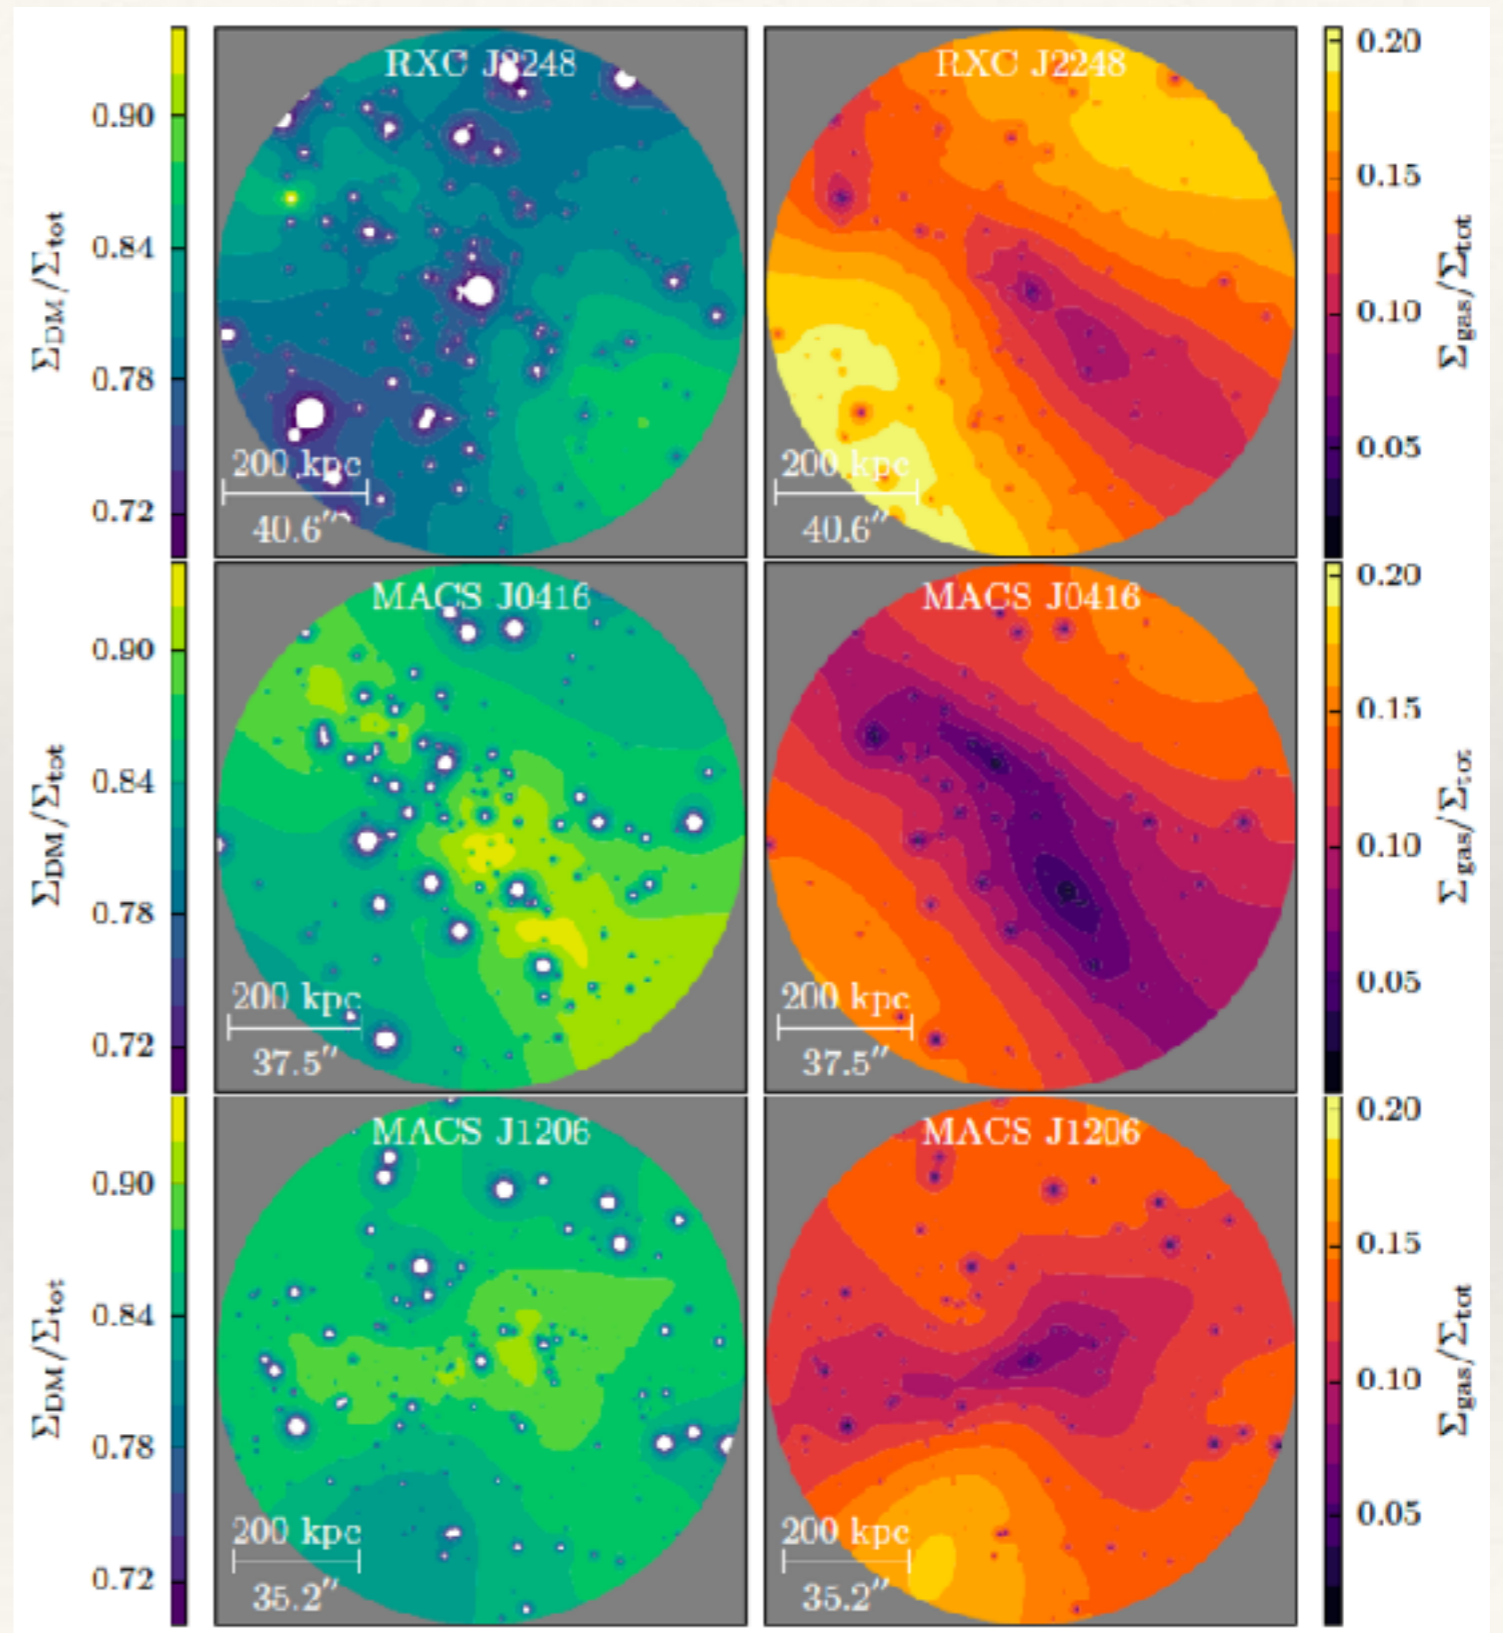 RXC J2248
RXC J2248
0.90
0.84
0.78
0.72
Σ_DM/Σ_tot
200 kpc
40.6″
200 kpc
40.6″
0.20
0.15
0.10
0.05
Σ_gas/Σ_tot
MACS J0416
MACS J0416
0.90
0.84
0.78
0.72
Σ_DM/Σ_tot
200 kpc
37.5″
200 kpc
37.5″
0.20
0.15
0.10
0.05
Σ_gas/Σ_tot
MACS J1206
MACS J1206
0.90
0.84
0.78
0.72
Σ_DM/Σ_tot
200 kpc
35.2″
200 kpc
35.2″
0.20
0.15
0.10
0.05
Σ_gas/Σ_tot